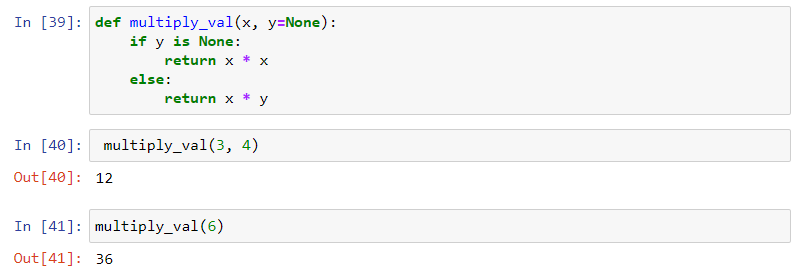 In [39]: def multiply_val(x, y=None):
    if y is None:
        return x * x
    else:
        return x * y
In [40]:  multiply_val(3, 4)
Out[40]: 12
In [41]: multiply_val(6)
Out[41]: 36